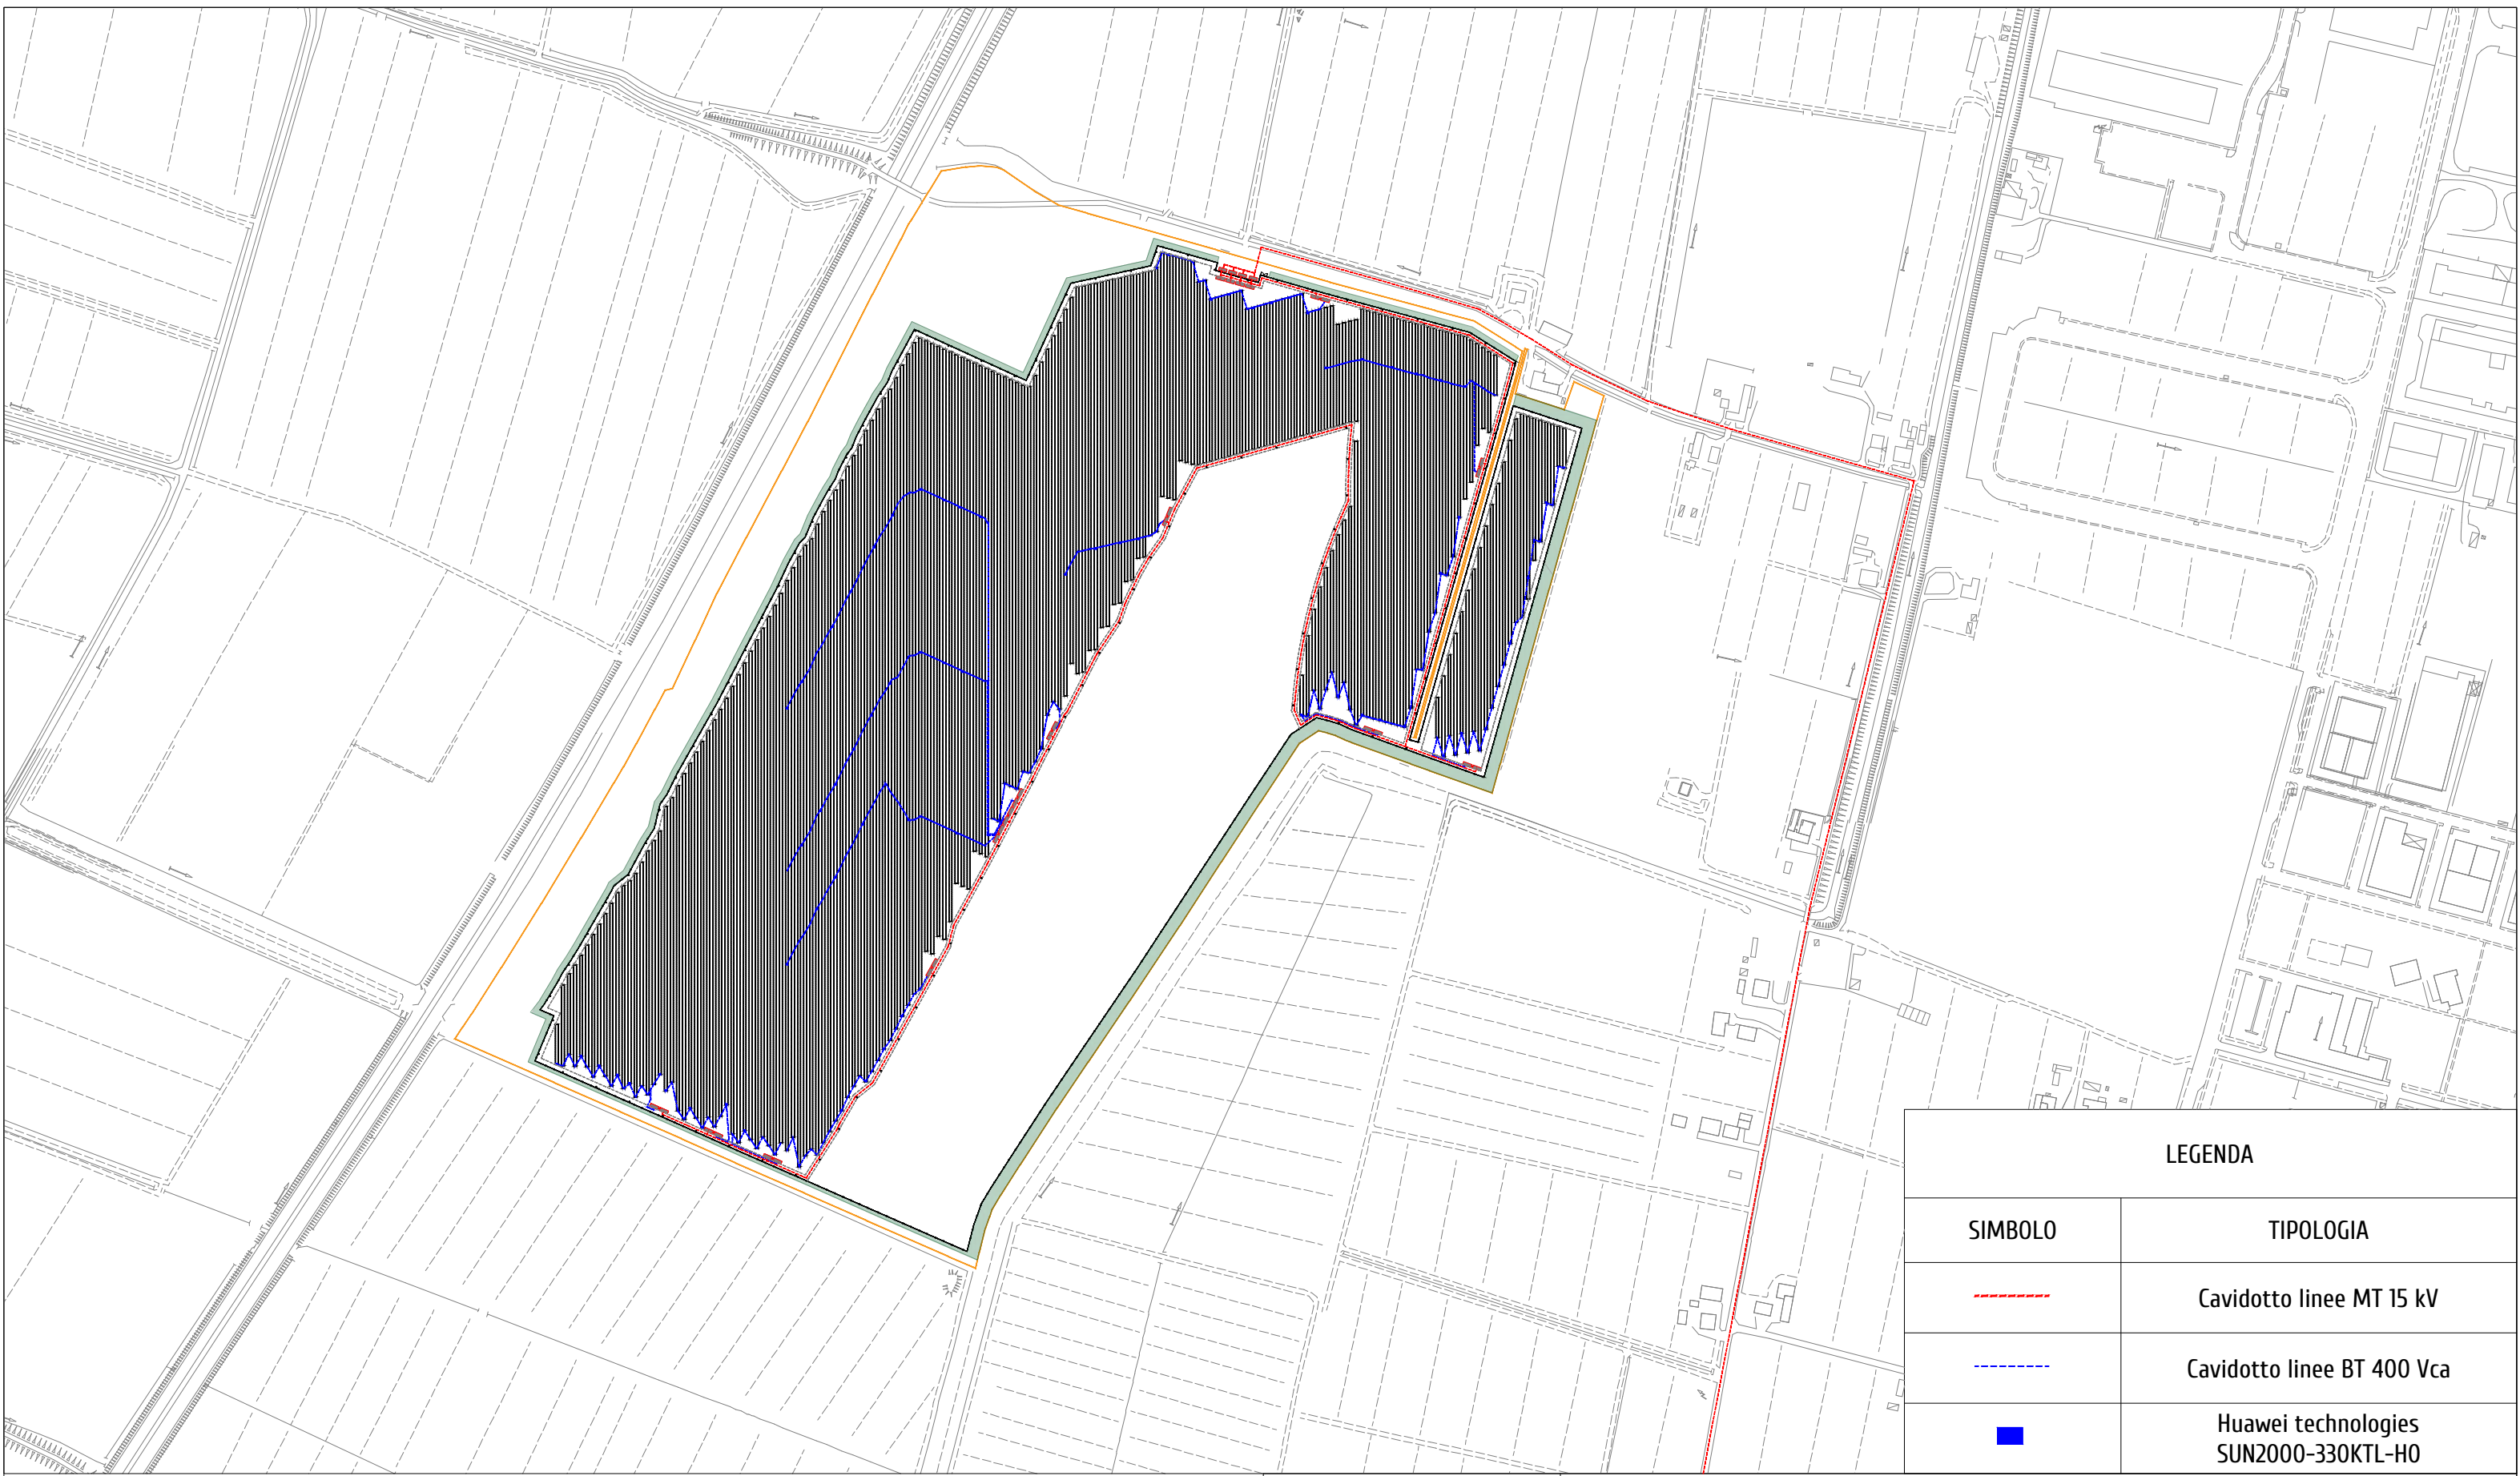 LEGENDA
SIMBOLO
TIPOLOGIA
Cavidotto linee MT 15 kV
Cavidotto linee BT 400 Vca
Huawei technologies
SUN2000-330KTL-H0